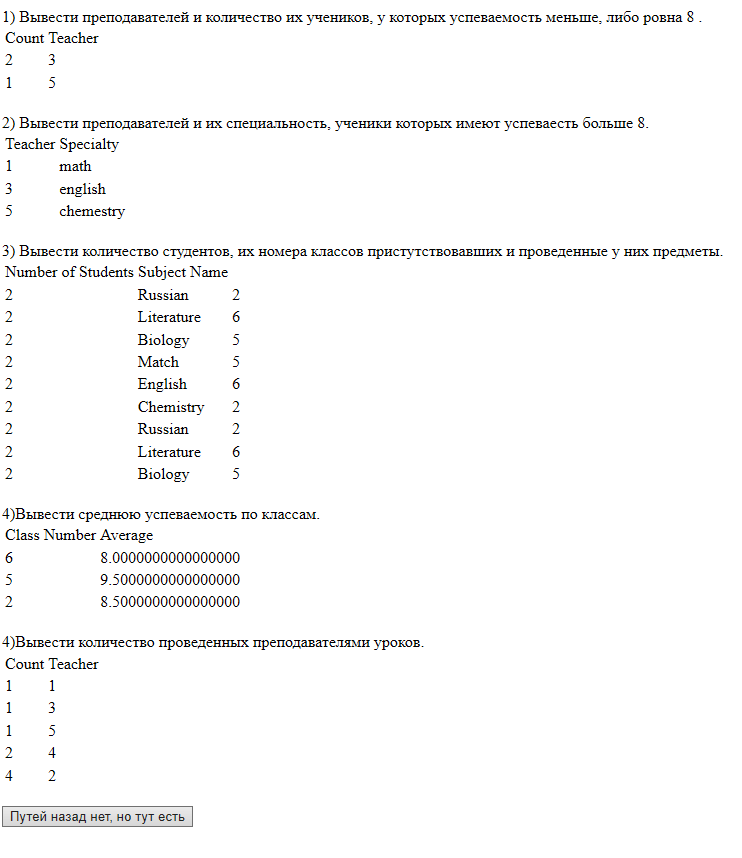 1) Вывести преподавателей и количество их учеников, у которых успеваемость меньше, либо ровна 8 .
Count Teacher
2 3
1 5
2) Вывести преподавателей и их специальность, ученики которых имеют успеваесть больше 8.
Teacher Specialty
1 math
3 english
5 chemestry
3) Вывести количество студентов, их номера классов пристутствовавших и проведенные у них предметы.
Number of Students Subject Name
2 Russian 2
2 Literature 6
2 Biology 5
2 Match 5
2 English 6
2 Chemistry 2
2 Russian 2
2 Literature 6
2 Biology 5
4)Вывести среднюю успеваемость по классам.
Class Number Average
6 8.0000000000000000
5 9.5000000000000000
2 8.5000000000000000
4)Вывести количество проведенных преподавателями уроков.
Count Teacher
1 1
1 3
1 5
2 4
4 2
Путей назад нет, но тут есть